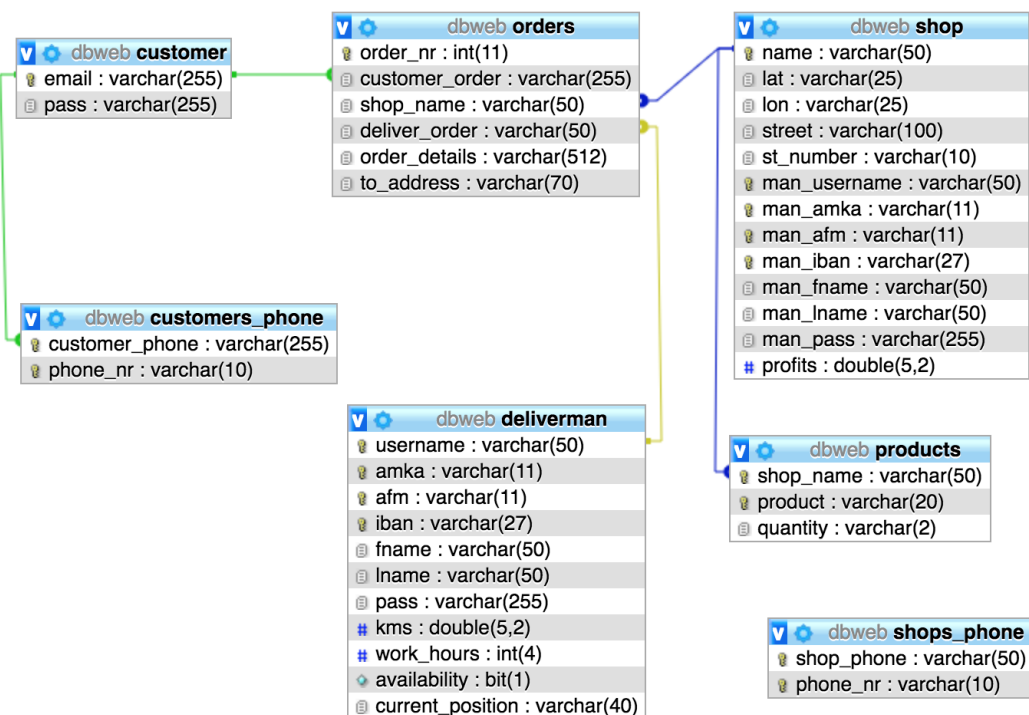 dbweb customer
email : varchar(255)
pass : varchar(255)
dbweb orders
order_nr : int(11)
customer_order : varchar(255)
shop_name : varchar(50)
deliver_order : varchar(50)
order_details : varchar(512)
to_address : varchar(70)
dbweb shop
name : varchar(50)
lat : varchar(25)
lon : varchar(25)
street : varchar(100)
st_number : varchar(10)
man_username : varchar(50)
man_amka : varchar(11)
man_afm : varchar(11)
man_iban : varchar(27)
man_fname : varchar(50)
man_lname : varchar(50)
man_pass : varchar(255)
# profits : double(5,2)
dbweb customers_phone
customer_phone : varchar(255)
phone_nr : varchar(10)
dbweb deliverman
username : varchar(50)
amka : varchar(11)
afm : varchar(11)
iban : varchar(27)
fname : varchar(50)
lname : varchar(50)
pass : varchar(255)
# kms : double(5,2)
# work_hours : int(4)
availability : bit(1)
current_position : varchar(40)
dbweb products
shop_name : varchar(50)
product : varchar(20)
quantity : varchar(2)
dbweb shops_phone
shop_phone : varchar(50)
phone_nr : varchar(10)